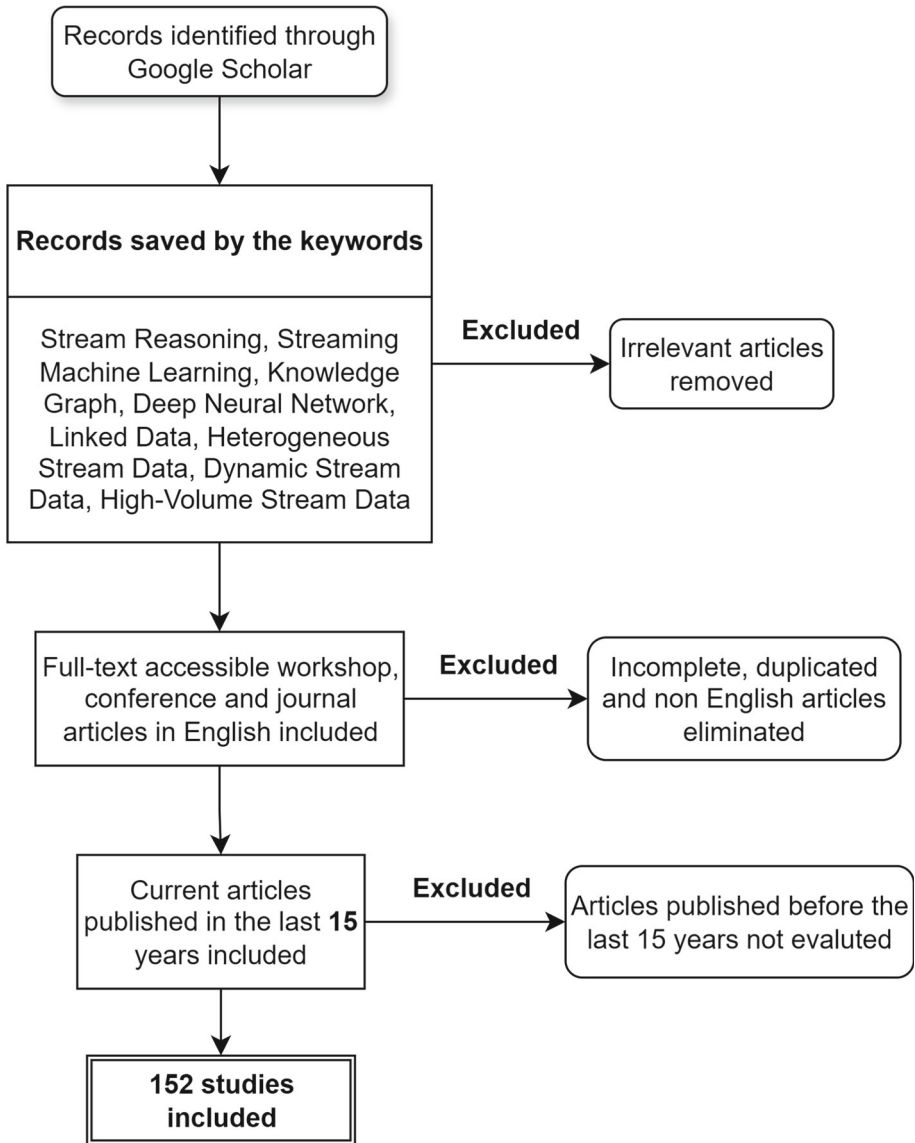 Records identified through
Google Scholar
Records saved by the keywords
Stream Reasoning, Streaming
Machine Learning, Knowledge
Graph, Deep Neural Network,
Linked Data, Heterogeneous
Stream Data, Dynamic Stream
Data, High-Volume Stream Data
Excluded
Irrelevant articles
removed
Full-text accessible workshop,
conference and journal
articles in English included
Excluded
Incomplete, duplicated
and non English articles
eliminated
Current articles
published in the last 15
years included
Excluded
Articles published before the
last 15 years not evaluted
152 studies
included